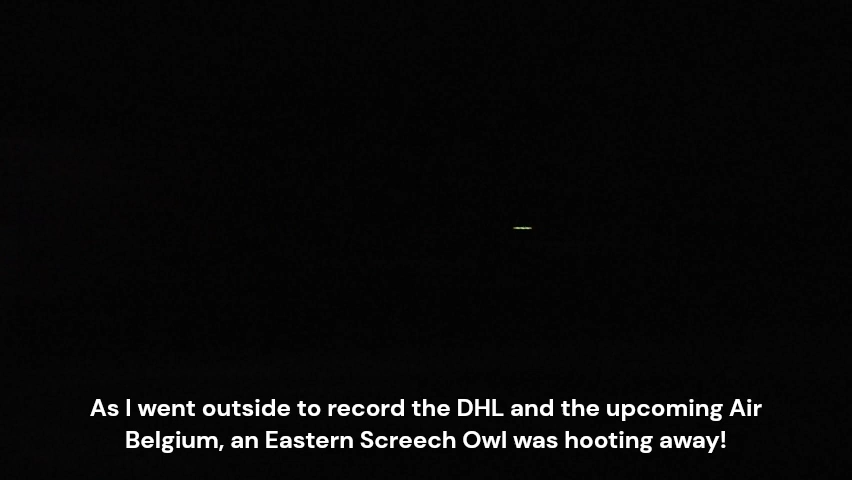 As I went outside to record the DHL and the upcoming Air
Belgium, an Eastern Screech Owl was hooting away!